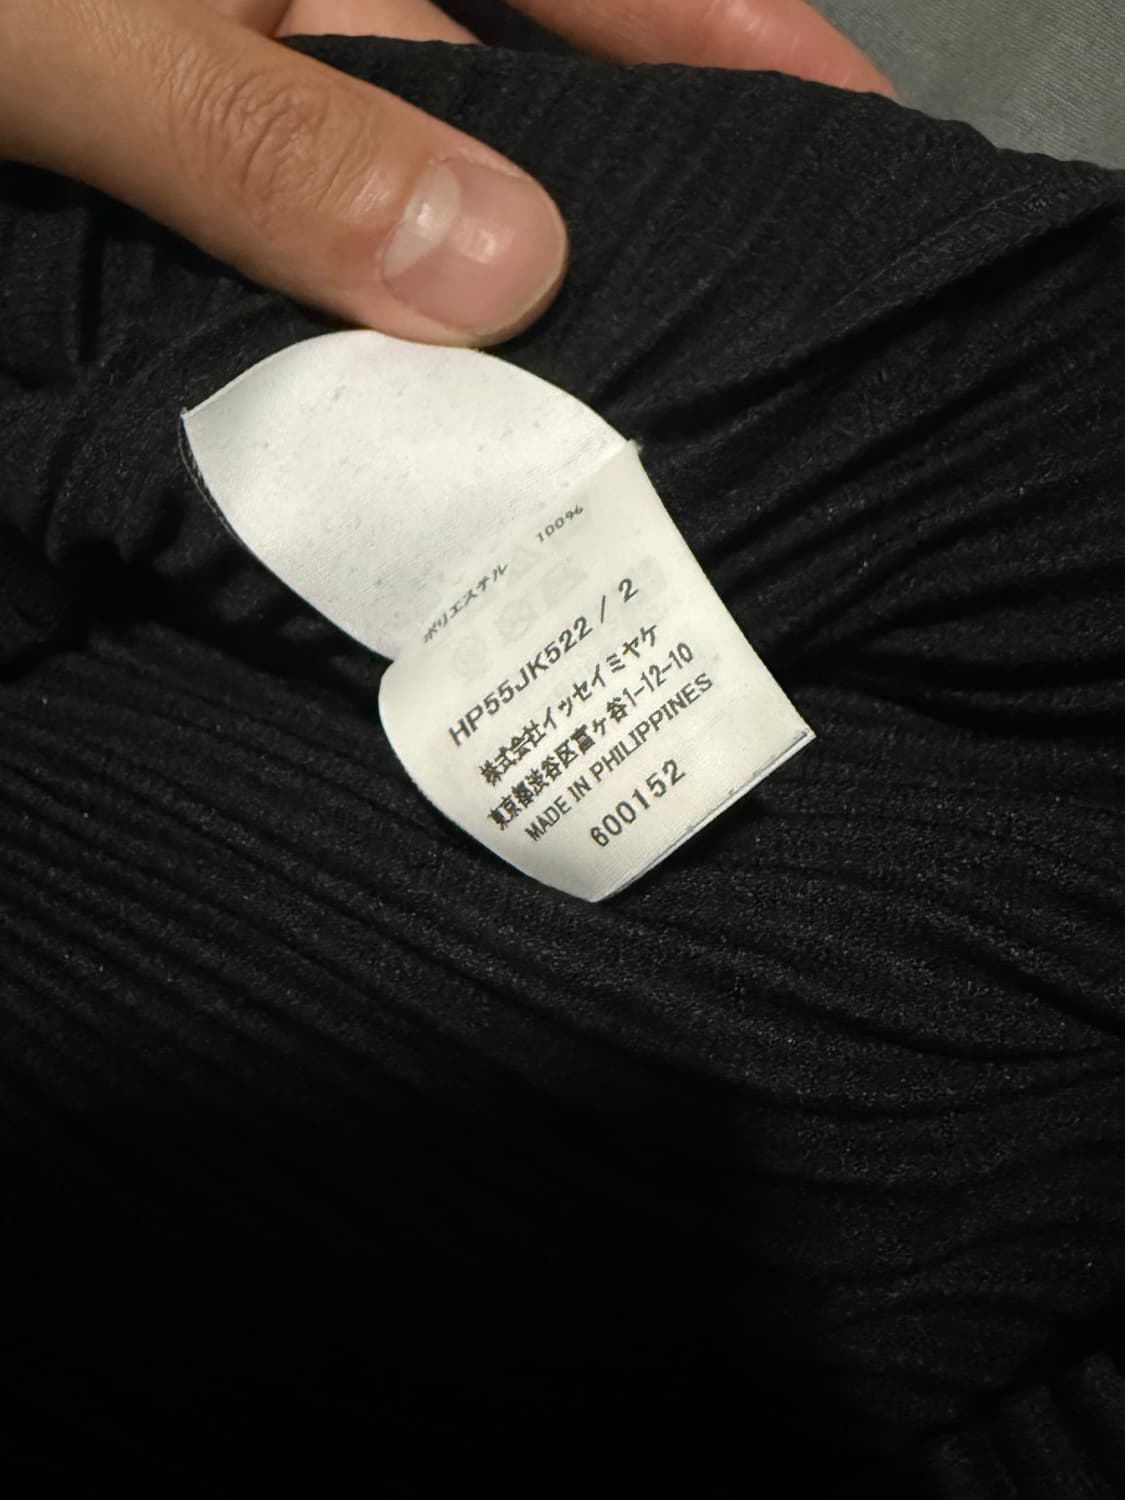 ポリエステル 100%
HP55JK522 / 2
株式会社イッセイミヤケ
東京都渋谷区富ヶ谷1-12-10
MADE IN PHILIPPINES
600152